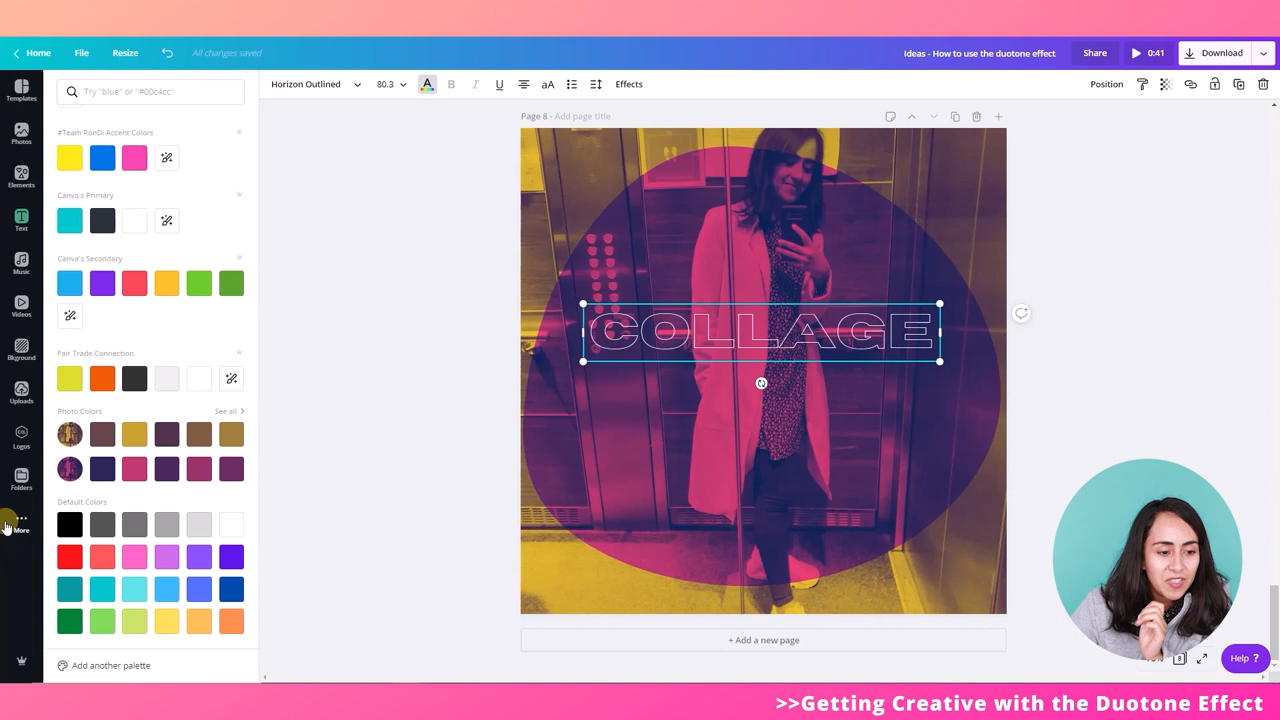 Home File Resize All changes saved Ideas - How to use the duotone effect Share 0:41 Download
Templates
Photos
Elements
Text
Music
Videos
Bkground
Uploads
CO.
Logos
Folders
More
Try "blue" or "#00c4cc"
#Team RonDi Accent Colors
Canva's Primary
Canva's Secondary
Fair Trade Connection
Photo Colors See all
Default Colors
Add another palette
Horizon Outlined 80.3 A B I U aA Effects Position
Page 8 - Add page title
COLLAGE
+ Add a new page
8
Help ?
>>Getting Creative with the Duotone Effect